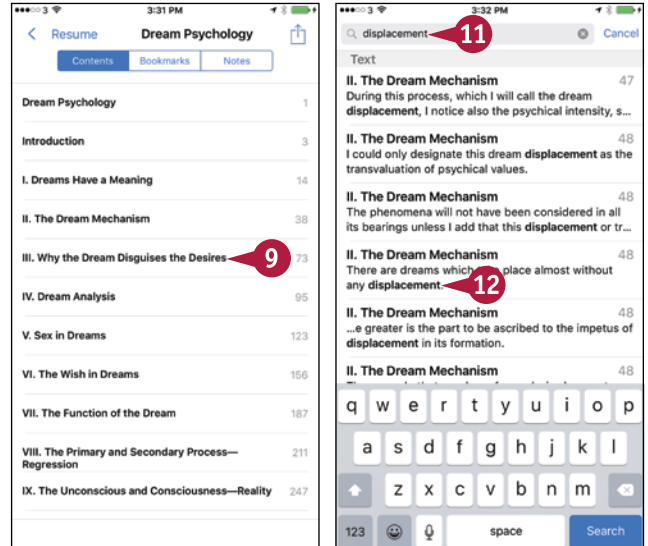 3
3:31 PM
Resume
Dream Psychology
Contents
Bookmarks
Notes
Dream Psychology 1
Introduction 3
I. Dreams Have a Meaning 14
II. The Dream Mechanism 38
III. Why the Dream Disguises the Desires 9 73
IV. Dream Analysis 95
V. Sex in Dreams 123
VI. The Wish in Dreams 156
VII. The Function of the Dream 187
VIII. The Primary and Secondary Process—
Regression 211
IX. The Unconscious and Consciousness—Reality 247
3
3:32 PM
displacement 11 Cancel
Text
II. The Dream Mechanism 47
During this process, which I will call the dream
displacement, I notice also the psychical intensity, s...
II. The Dream Mechanism 48
I could only designate this dream displacement as the
transvaluation of psychical values.
II. The Dream Mechanism 48
The phenomena will not have been considered in all
its bearings unless I add that this displacement or tr...
II. The Dream Mechanism 48
There are dreams which place almost without
any displacement. 12
II. The Dream Mechanism 48
...e greater is the part to be ascribed to the impetus of
displacement in its formation.
II. The Dream Mechanism 48
q w e r t y u i o p
a s d f g h j k l
z x c v b n m
123 space Search